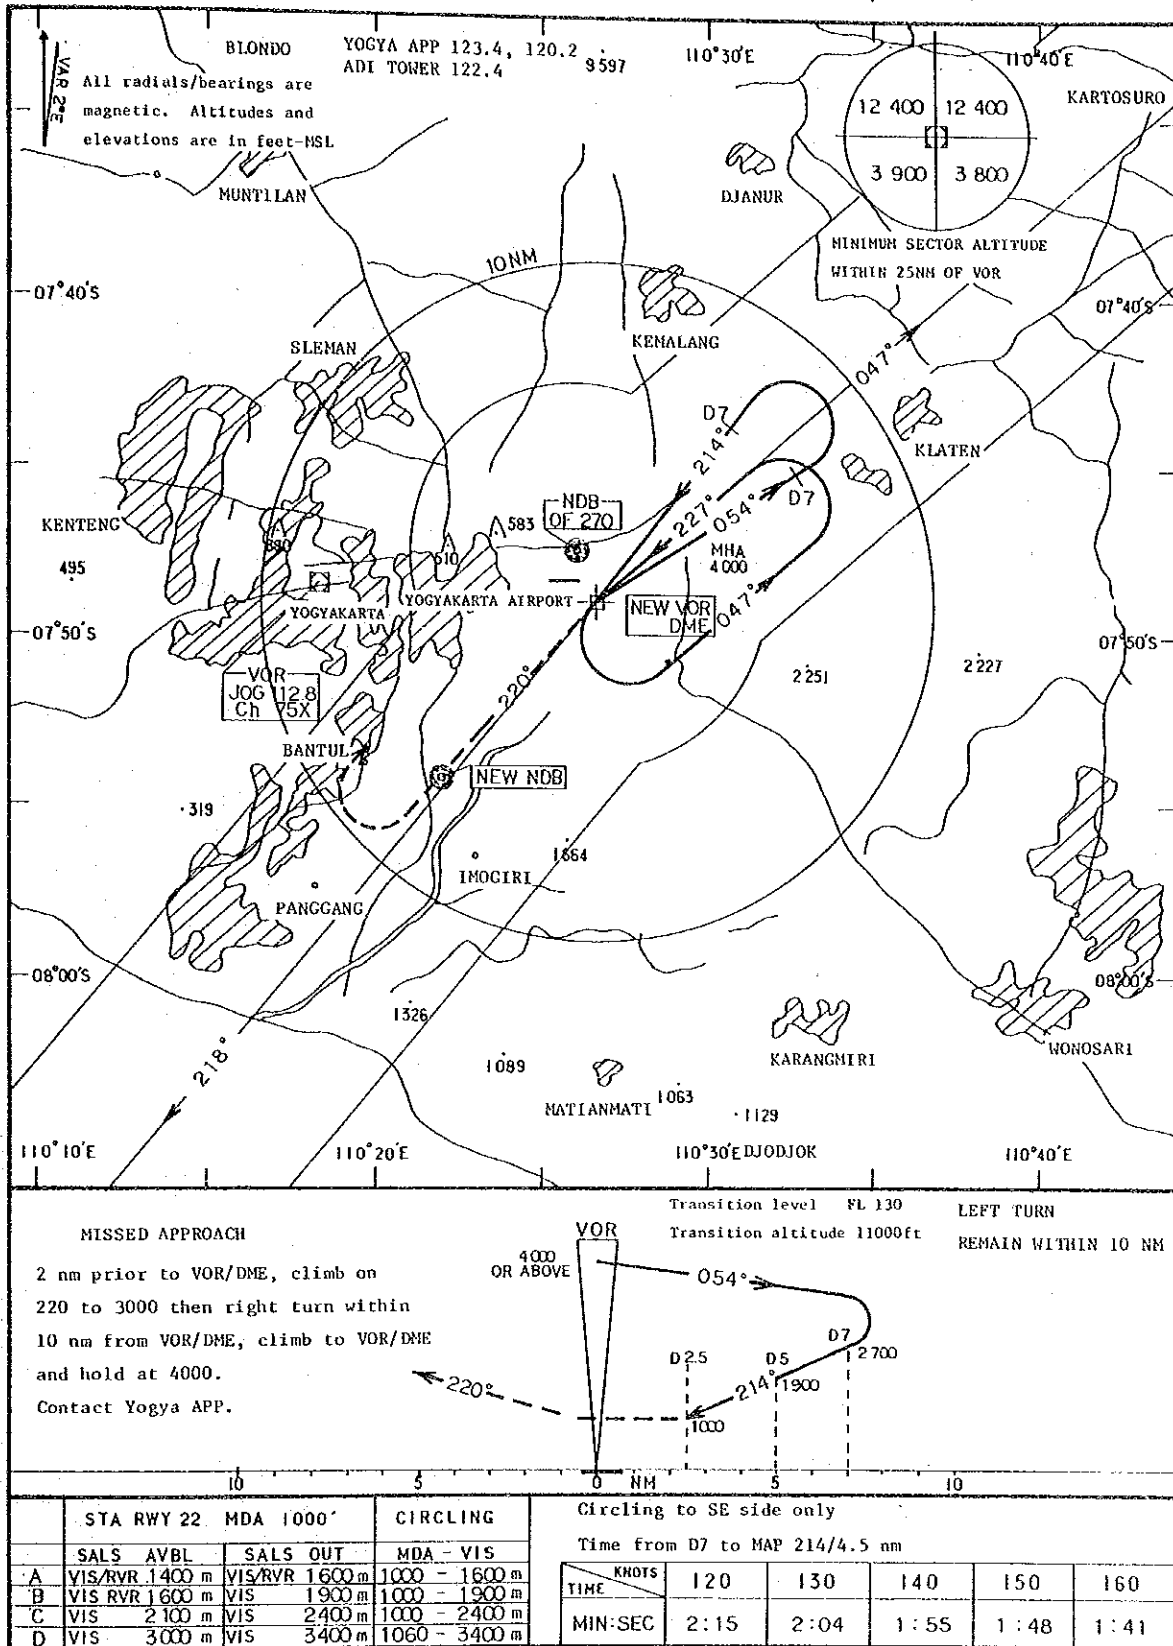 BLONDO
YOGYA APP 123.4, 120.2
ADI TOWER 122.4
9597
110°30'E
110°40'E
VAR 2°E
All radials/bearings are
magnetic. Altitudes and
elevations are in feet-MSL
KARTOSURO
12 400 12 400
3 900 3 800
MUNTILAN
DJANUR
MINIMUM SECTOR ALTITUDE
WITHIN 25NM OF VOR
10NM
07°40'S
07°40'S
SLEMAN
KEMALANG
047°
D7
214°
KLATEN
227°
054°
D7
NDB
OF 270
583
KENTENG
510
MHA
4000
495
047°
YOGYAKARTA
YOGYAKARTA AIRPORT
NEW VOR
DME
07°50'S
07°50'S
2251
2227
VOR
JOG 112.8
Ch 75X
220°
BANTUL
NEW NDB
319
1664
IMOGIRI
PANGGANG
08°00'S
08°00'S
1326
218°
1089
KARANGMIRI
WONOSARI
MATIANMATI
1063
1129
110°10'E
110°20'E
110°30'E
DJODJOK
110°40'E
Transition level FL 130
Transition altitude 11000ft
LEFT TURN
REMAIN WITHIN 10 NM
MISSED APPROACH
2 nm prior to VOR/DME, climb on
220 to 3000 then right turn within
10 nm from VOR/DME, climb to VOR/DME
and hold at 4000.
Contact Yogya APP.
VOR
4000
OR ABOVE
054°
D7
2700
D2.5
D5
1900
214°
220°
1000
10 5 0 NM 5 10
STA RWY 22 MDA 1000' CIRCLING
SALS AVBL SALS OUT MDA - VIS
A VIS/RVR 1400 m VIS/RVR 1600 m 1000 - 1600 m
B VIS RVR 1600 m VIS 1900 m 1000 - 1900 m
C VIS 2100 m VIS 2400 m 1000 - 2400 m
D VIS 3000 m VIS 3400 m 1060 - 3400 m
Circling to SE side only
Time from D7 to MAP 214/4.5 nm
KNOTS
TIME
120 130 140 150 160
MIN:SEC 2:15 2:04 1:55 1:48 1:41